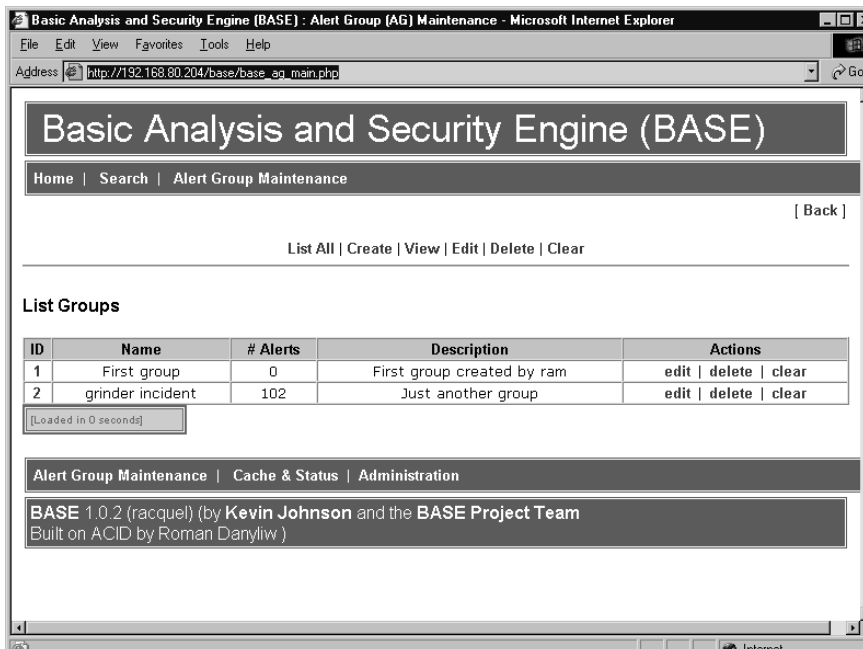 Basic Analysis and Security Engine (BASE) : Alert Group (AG) Maintenance - Microsoft Internet Explorer
File Edit View Favorites Tools Help
Address http://192.168.80.204/base/base_ag_main.php Go
Basic Analysis and Security Engine (BASE)
Home | Search | Alert Group Maintenance
[ Back ]
List All | Create | View | Edit | Delete | Clear
List Groups
ID Name # Alerts Description Actions
1 First group 0 First group created by ram edit | delete | clear
2 grinder incident 102 Just another group edit | delete | clear
[Loaded in 0 seconds]
Alert Group Maintenance | Cache & Status | Administration
BASE 1.0.2 (racquel) (by Kevin Johnson and the BASE Project Team
Built on ACID by Roman Danyliw )
Internet